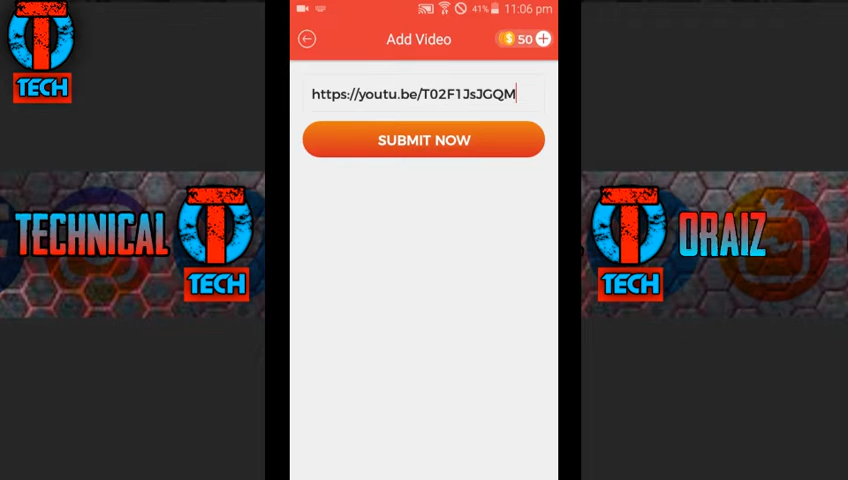 41% 11:06 pm
Add Video
50
https://youtu.be/T02F1JsJGQM
SUBMIT NOW
TECH
TECHNICAL
TECH
TECH
ORAIZ